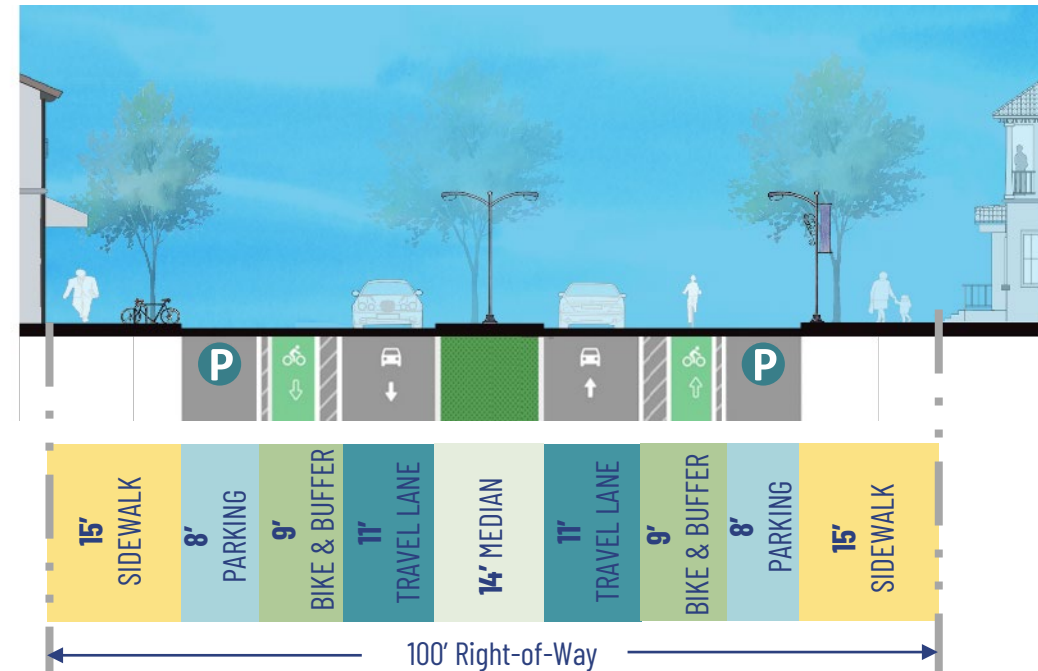 P
P
15'
SIDEWALK
8'
PARKING
9'
BIKE & BUFFER
11'
TRAVEL LANE
14' MEDIAN
11'
TRAVEL LANE
9'
BIKE & BUFFER
8'
PARKING
15'
SIDEWALK
100' Right-of-Way